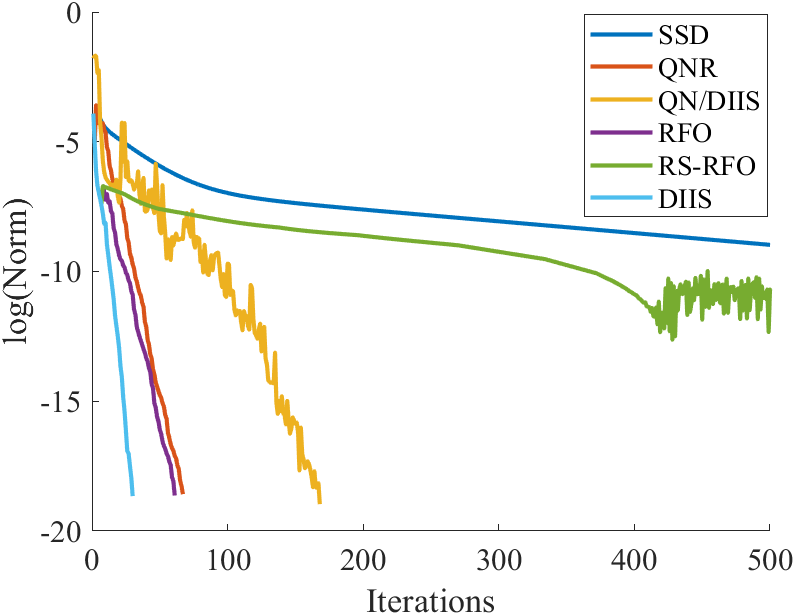 0
-5
-10
-15
-20
log(Norm)
SSD
QNR
QN/DIIS
RFO
RS-RFO
DIIS
0 100 200 300 400 500
Iterations